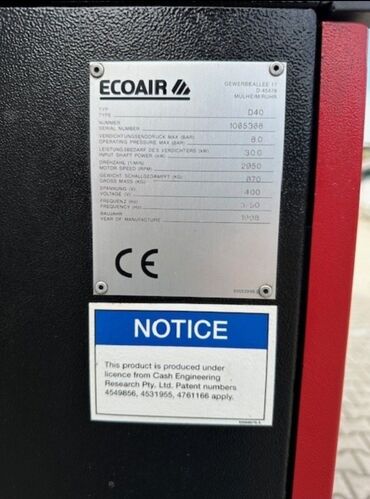 ECOAIR
GEWERBEALLEE 17
D 45478
MÜLHEIM/RUHR
TYP
TYPE D40
NUMMER
SERIAL NUMBER 1085308
VERDICHTUNGSENDDRUCK MAX (BAR)
OPERATING PRESSURE MAX (BAR) 8.0
LEISTUNGSBEDARF DES VERDICHTERS (KW)
INPUT SHAFT POWER (KW) 30.0
DREHZAHL (1/MIN)
MOTOR SPEED (RPM) 2950
GEWICHT SCHALLGEDÄMPFT (KG)
GROSS MASS (KG) 870
SPANNUNG (V)
VOLTAGE (V) 400
FREQUENZ (HZ)
FREQUENCY (HZ) 3-50
BAUJAHR
YEAR OF MANUFACTURE 1998
CE
NOTICE
This product is produced under
licence from Cash Engineering
Research Pty, Ltd. Patent numbers
4549856, 4531955, 4761166 apply.